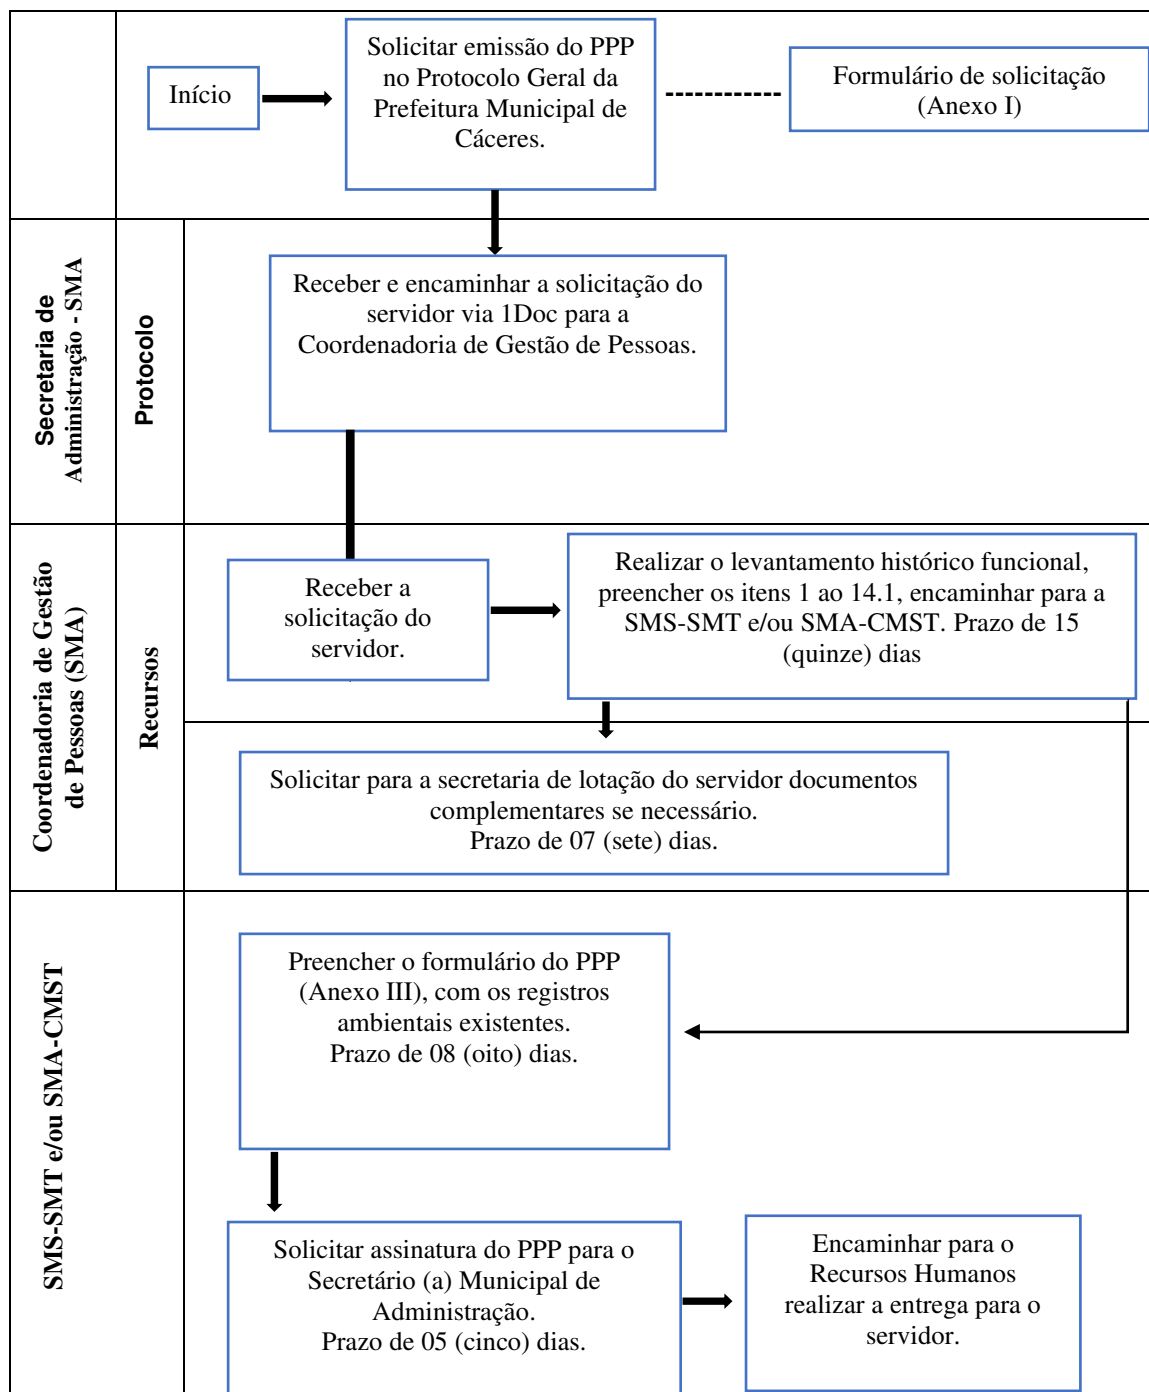 Início
Solicitar emissão do PPP
no Protocolo Geral da
Prefeitura Municipal de
Cáceres.
Formulário de solicitação
(Anexo I)
Secretaria de
Administração - SMA
Protocolo
Receber e encaminhar a solicitação do
servidor via 1Doc para a
Coordenadoria de Gestão de Pessoas.
Coordenadoria de Gestão
de Pessoas (SMA)
Recursos
Receber a
solicitação do
servidor.
Realizar o levantamento histórico funcional,
preencher os itens 1 ao 14.1, encaminhar para a
SMS-SMT e/ou SMA-CMST. Prazo de 15
(quinze) dias
Solicitar para a secretaria de lotação do servidor documentos
complementares se necessário.
Prazo de 07 (sete) dias.
SMS-SMT e/ou SMA-CMST
Preencher o formulário do PPP
(Anexo III), com os registros
ambientais existentes.
Prazo de 08 (oito) dias.
Solicitar assinatura do PPP para o
Secretário (a) Municipal de
Administração.
Prazo de 05 (cinco) dias.
Encaminhar para o
Recursos Humanos
realizar a entrega para o
servidor.